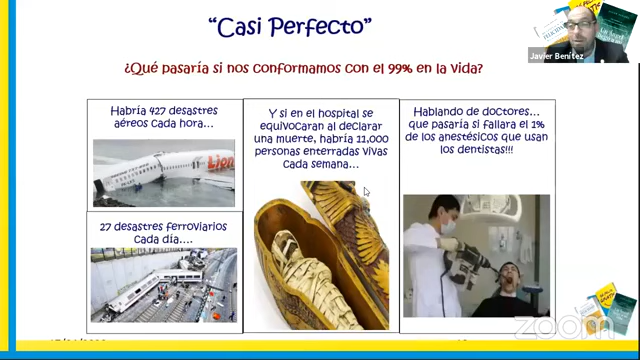 “Casi Perfecto”
Javier Benítez
¿Qué pasaría si nos conformamos con el 99% en la vida?
Habría 427 desastres
aéreos cada hora...
Lion
27 desastres ferroviarios
cada día....
Y si en el hospital se
equivocaran al declarar
una muerte, habría 11,000
personas enterradas vivas
cada semana...
Hablando de doctores...
que pasaría si fallara el 1%
de los anestésicos que usan
los dentistas!!!
zoom